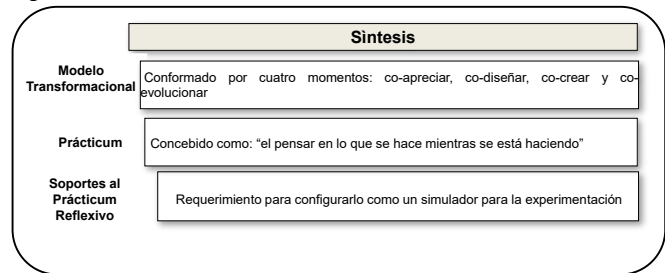 Sìntesis
Modelo
Transformacional
Conformado por cuatro momentos: co-apreciar, co-diseñar, co-crear y co-
evolucionar
Prácticum
Concebido como: “el pensar en lo que se hace mientras se está haciendo”
Soportes al
Prácticum
Reflexivo
Requerimiento para configurarlo como un simulador para la experimentación